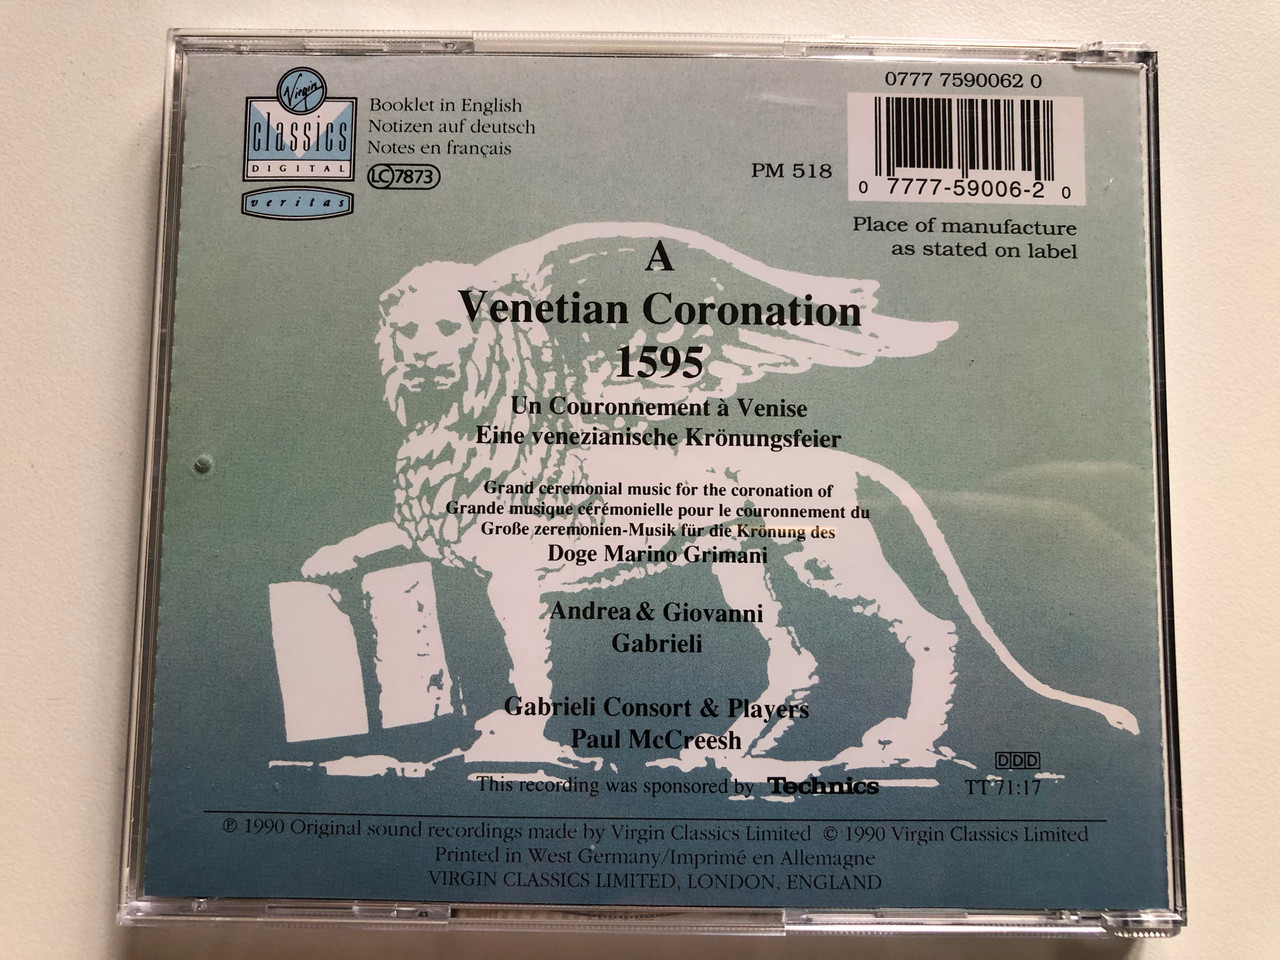 Virgin
classics
DIGITAL
veritas
Booklet in English
Notizen auf deutsch
Notes en français
LC 7873
0777 7590062 0
PM 518
0 7777-59006-2 0
Place of manufacture
as stated on label
A
Venetian Coronation
1595
Un Couronnement à Venise
Eine venezianische Krönungsfeier
Grand ceremonial music for the coronation of
Grande musique cérémonielle pour le couronnement du
Große zeremonien-Musik für die Krönung des
Doge Marino Grimani
Andrea & Giovanni
Gabrieli
Gabrieli Consort & Players
Paul McCreesh
DDD
This recording was sponsored by Technics
TT 71:17
℗ 1990 Original sound recordings made by Virgin Classics Limited © 1990 Virgin Classics Limited
Printed in West Germany/Imprimé en Allemagne
VIRGIN CLASSICS LIMITED, LONDON, ENGLAND